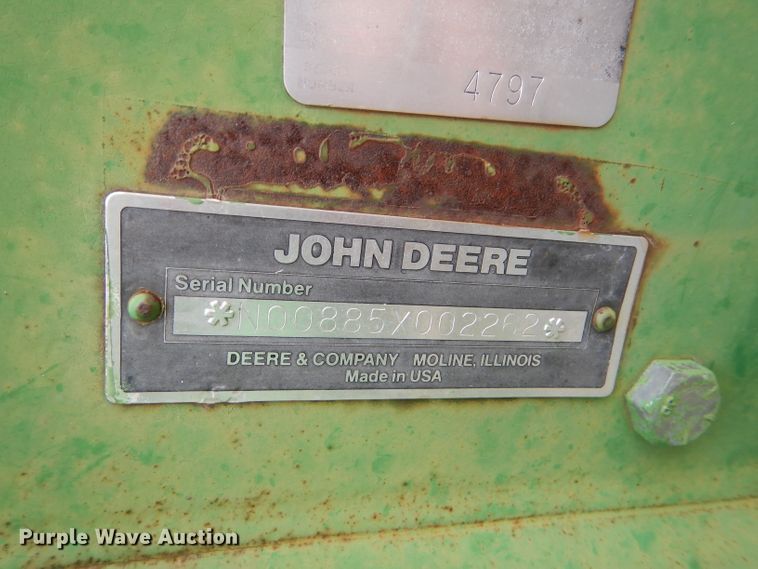 4797
JOHN DEERE
Serial Number
*N00885X002262*
DEERE & COMPANY MOLINE, ILLINOIS
Made in USA
Purple Wave Auction